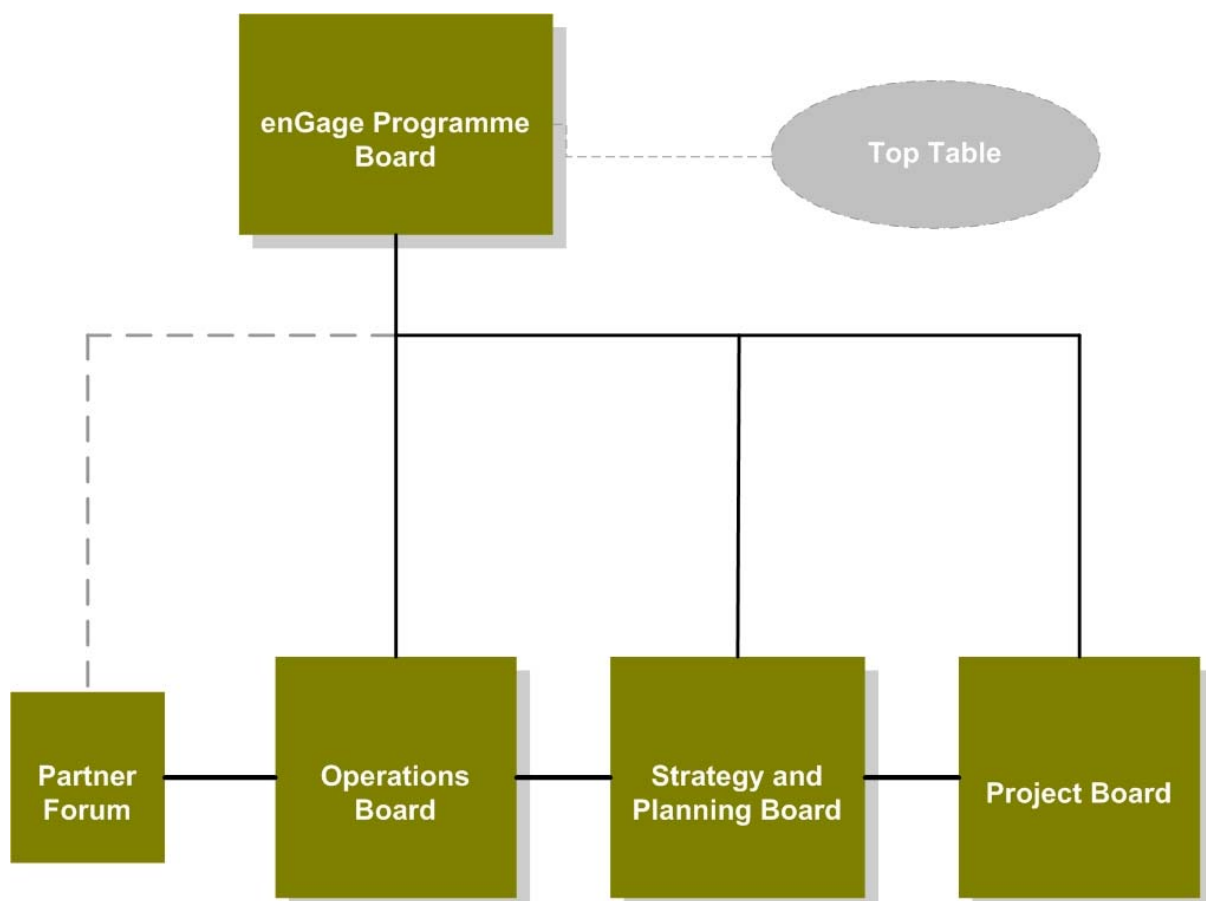 enGage Programme
Board
Top Table
Partner
Forum
Operations
Board
Strategy and
Planning Board
Project Board